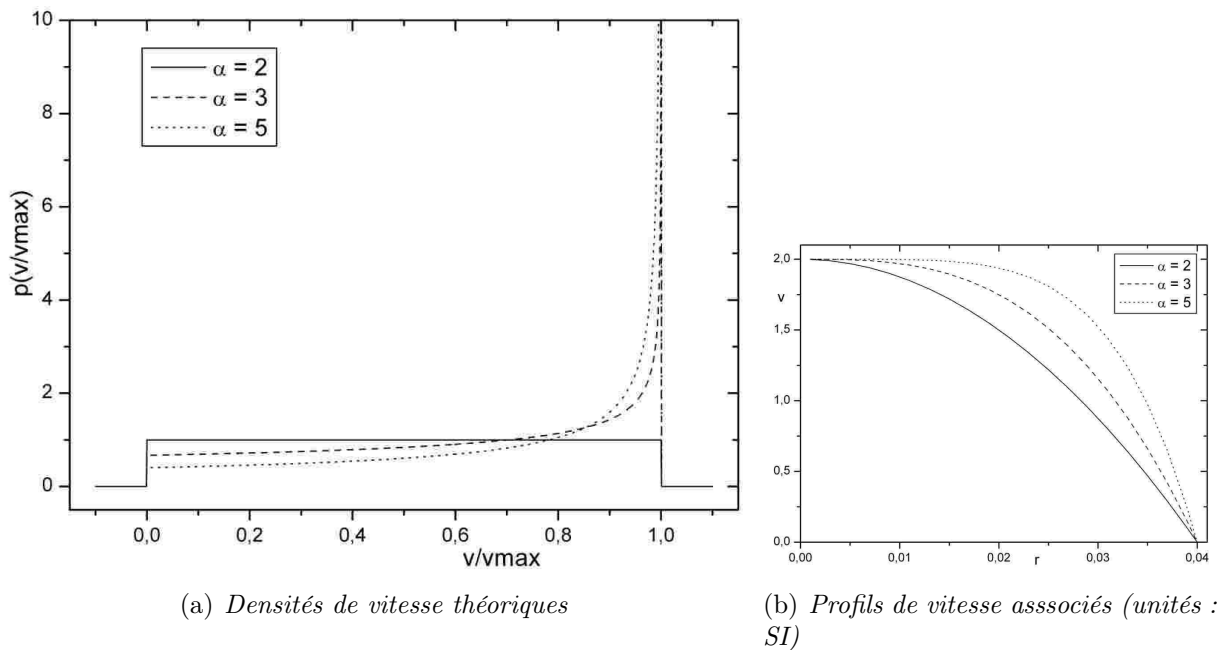 10
8
6
4
2
0
p(v/vmax)
α = 2
α = 3
α = 5
0,0
0,2
0,4
0,6
0,8
1,0
v/vmax
(a) Densités de vitesse théoriques
2,0
1,5
1,0
0,5
0,0
v
α = 2
α = 3
α = 5
0,00
0,01
0,02
0,03
0,04
r
(b) Profils de vitesse asssociés (unités :
SI)